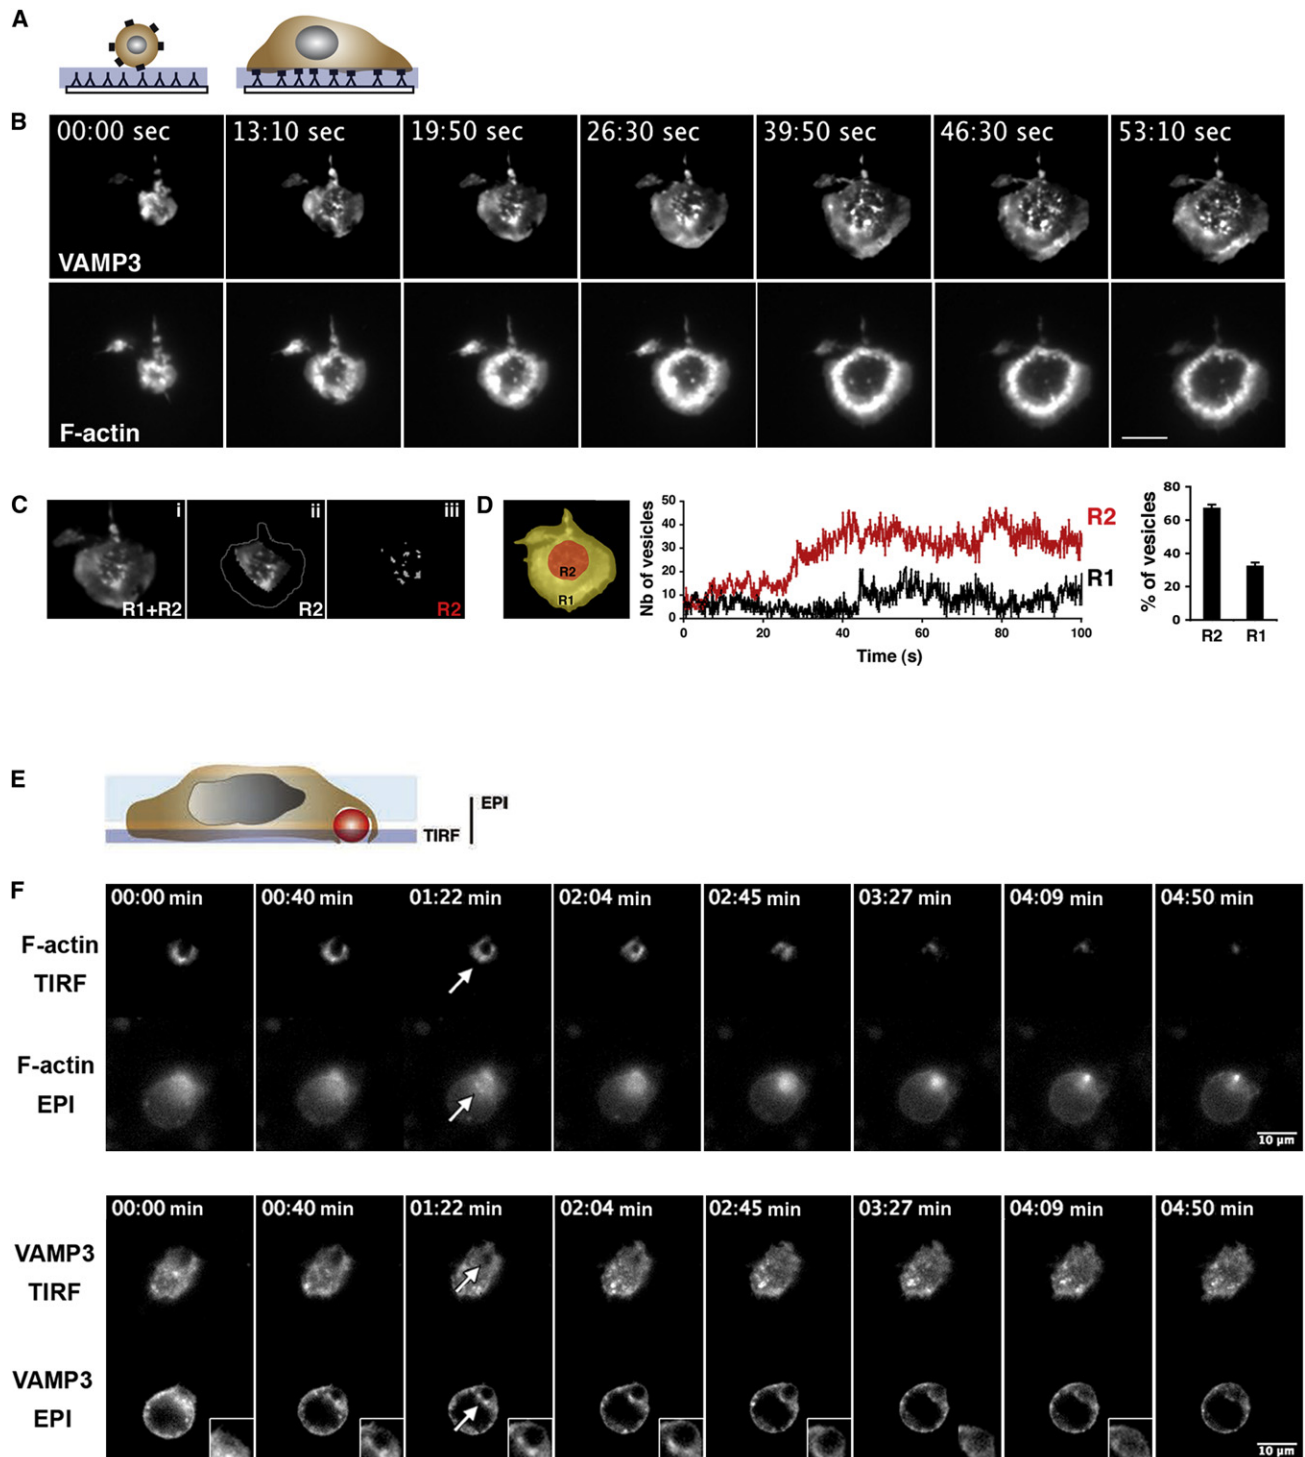 A
B
00:00 sec 13:10 sec 19:50 sec 26:30 sec 39:50 sec 46:30 sec 53:10 sec
VAMP3
F-actin
C
i ii iii
R1+R2 R2 R2
D
R2
R1
Nb of vesicles
50
40
30
20
10
0
0 20 40 60 80 100
Time (s)
R2
R1
% of vesicles
80
60
40
20
0
R2 R1
E
EPI
TIRF
F
00:00 min 00:40 min 01:22 min 02:04 min 02:45 min 03:27 min 04:09 min 04:50 min
F-actin
TIRF
F-actin
EPI
10 µm
00:00 min 00:40 min 01:22 min 02:04 min 02:45 min 03:27 min 04:09 min 04:50 min
VAMP3
TIRF
VAMP3
EPI
10 µm